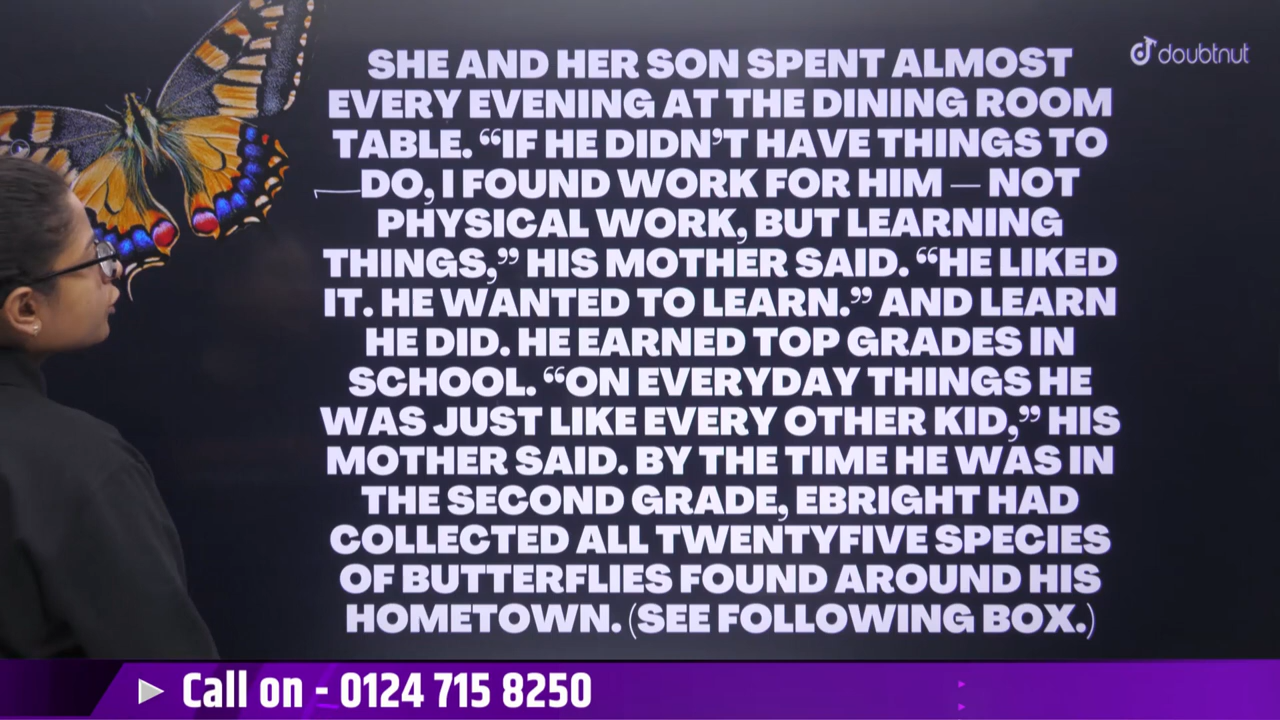 doubtnut
SHE AND HER SON SPENT ALMOST
EVERY EVENING AT THE DINING ROOM
TABLE. “IF HE DIDN’T HAVE THINGS TO
DO, I FOUND WORK FOR HIM — NOT
PHYSICAL WORK, BUT LEARNING
THINGS,” HIS MOTHER SAID. “HE LIKED
IT. HE WANTED TO LEARN.” AND LEARN
HE DID. HE EARNED TOP GRADES IN
SCHOOL. “ON EVERYDAY THINGS HE
WAS JUST LIKE EVERY OTHER KID,” HIS
MOTHER SAID. BY THE TIME HE WAS IN
THE SECOND GRADE, EBRIGHT HAD
COLLECTED ALL TWENTYFIVE SPECIES
OF BUTTERFLIES FOUND AROUND HIS
HOMETOWN. (SEE FOLLOWING BOX.)
Call on - 0124 715 8250